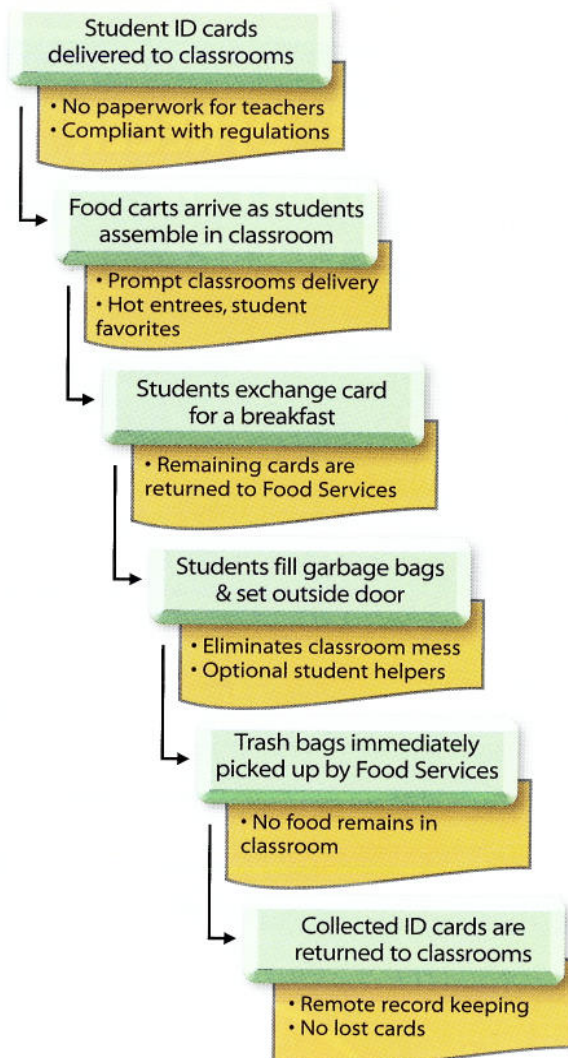 Student ID cards
delivered to classrooms
• No paperwork for teachers
• Compliant with regulations
Food carts arrive as students
assemble in classroom
• Prompt classrooms delivery
• Hot entrees, student
favorites
Students exchange card
for a breakfast
• Remaining cards are
returned to Food Services
Students fill garbage bags
& set outside door
• Eliminates classroom mess
• Optional student helpers
Trash bags immediately
picked up by Food Services
• No food remains in
classroom
Collected ID cards are
returned to classrooms
• Remote record keeping
• No lost cards